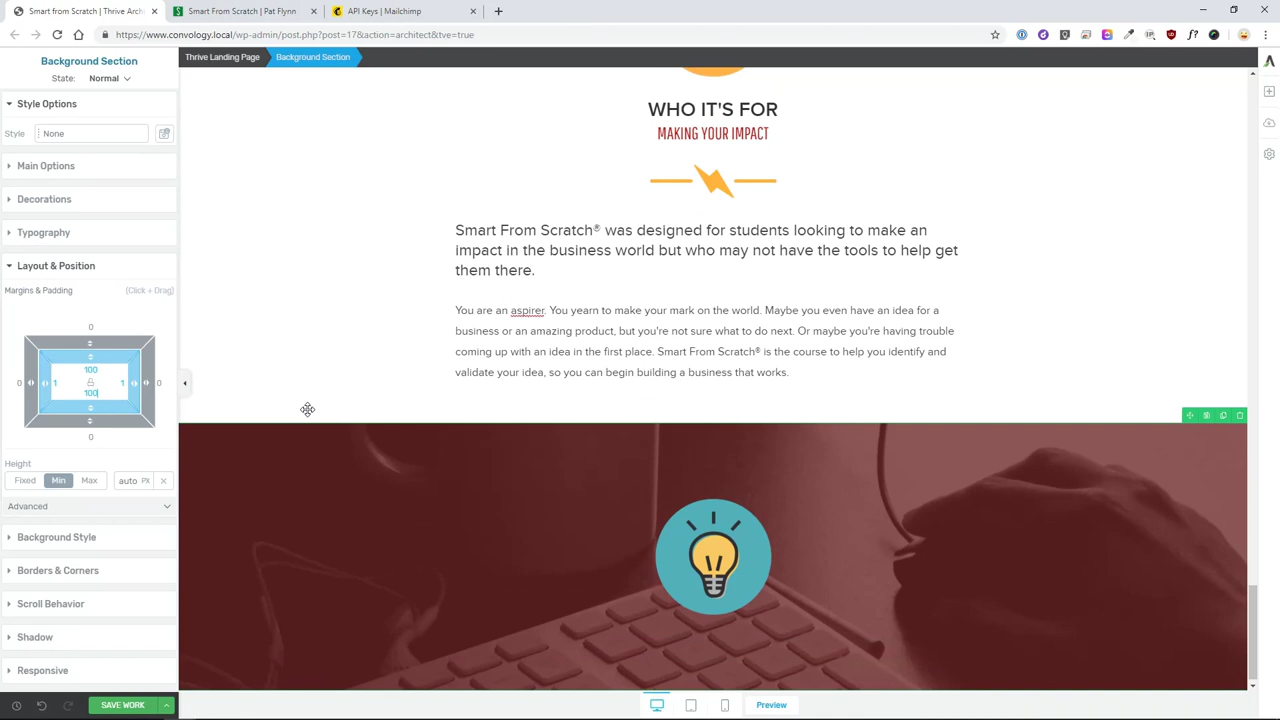 Smart from Scratch | Thrive Archit
Smart From Scratch | Pat Flynn
API Keys | Mailchimp
https://www.convology.local/wp-admin/post.php?post=17&action=architect&tve=true
Background Section
State: Normal
Style Options
Style None
Main Options
Decorations
Typography
Layout & Position
Margins & Padding (Click + Drag)
0
100
0 1 1 0
100
0
Height
Fixed Min Max auto PX
Advanced
Background Style
Borders & Corners
Scroll Behavior
Shadow
Responsive
SAVE WORK
Thrive Landing Page Background Section
WHO IT'S FOR
MAKING YOUR IMPACT
Smart From Scratch® was designed for students looking to make an
impact in the business world but who may not have the tools to help get
them there.
You are an aspirer. You yearn to make your mark on the world. Maybe you even have an idea for a
business or an amazing product, but you're not sure what to do next. Or maybe you're having trouble
coming up with an idea in the first place. Smart From Scratch® is the course to help you identify and
validate your idea, so you can begin building a business that works.
Preview